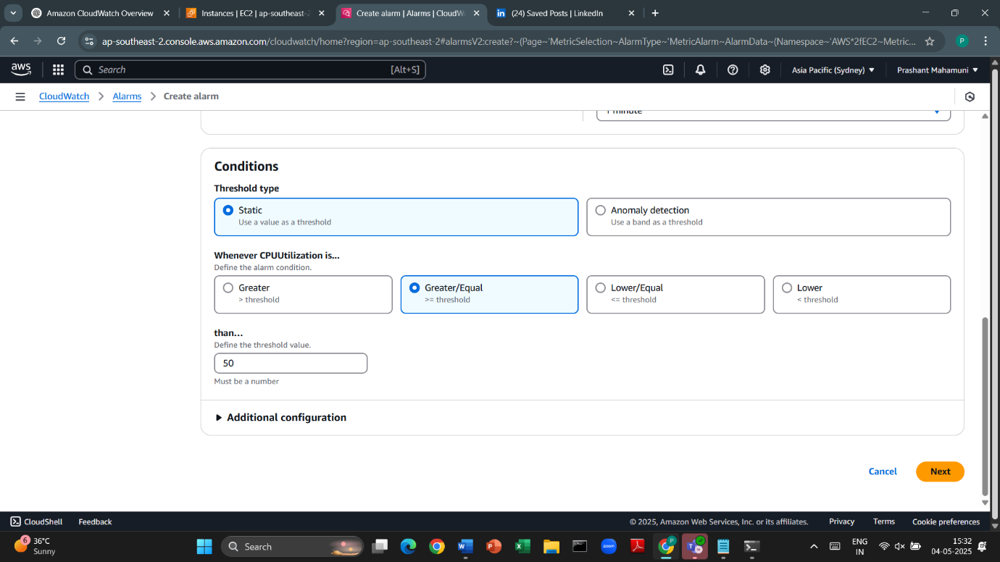 Amazon CloudWatch Overview
Instances | EC2 | ap-southeast-2
Create alarm | Alarms | CloudW
(24) Saved Posts | LinkedIn
ap-southeast-2.console.aws.amazon.com/cloudwatch/home?region=ap-southeast-2#alarmsV2:create?~(Page~'MetricSelection~AlarmType~'MetricAlarm~AlarmData~(Namespace~'AWS*2fEC2~Metric...
P
aws
Search
[Alt+S]
Asia Pacific (Sydney)
Prashant Mahamuni
CloudWatch
Alarms
Create alarm
1 minute
Conditions
Threshold type
Static
Use a value as a threshold
Anomaly detection
Use a band as a threshold
Whenever CPUUtilization is...
Define the alarm condition.
Greater
> threshold
Greater/Equal
>= threshold
Lower/Equal
<= threshold
Lower
< threshold
than...
Define the threshold value.
50
Must be a number
Additional configuration
Cancel
Next
CloudShell
Feedback
© 2025, Amazon Web Services, Inc. or its affiliates.
Privacy
Terms
Cookie preferences
6
36°C
Sunny
Search
zoom
P
ENG
IN
15:32
04-05-2025